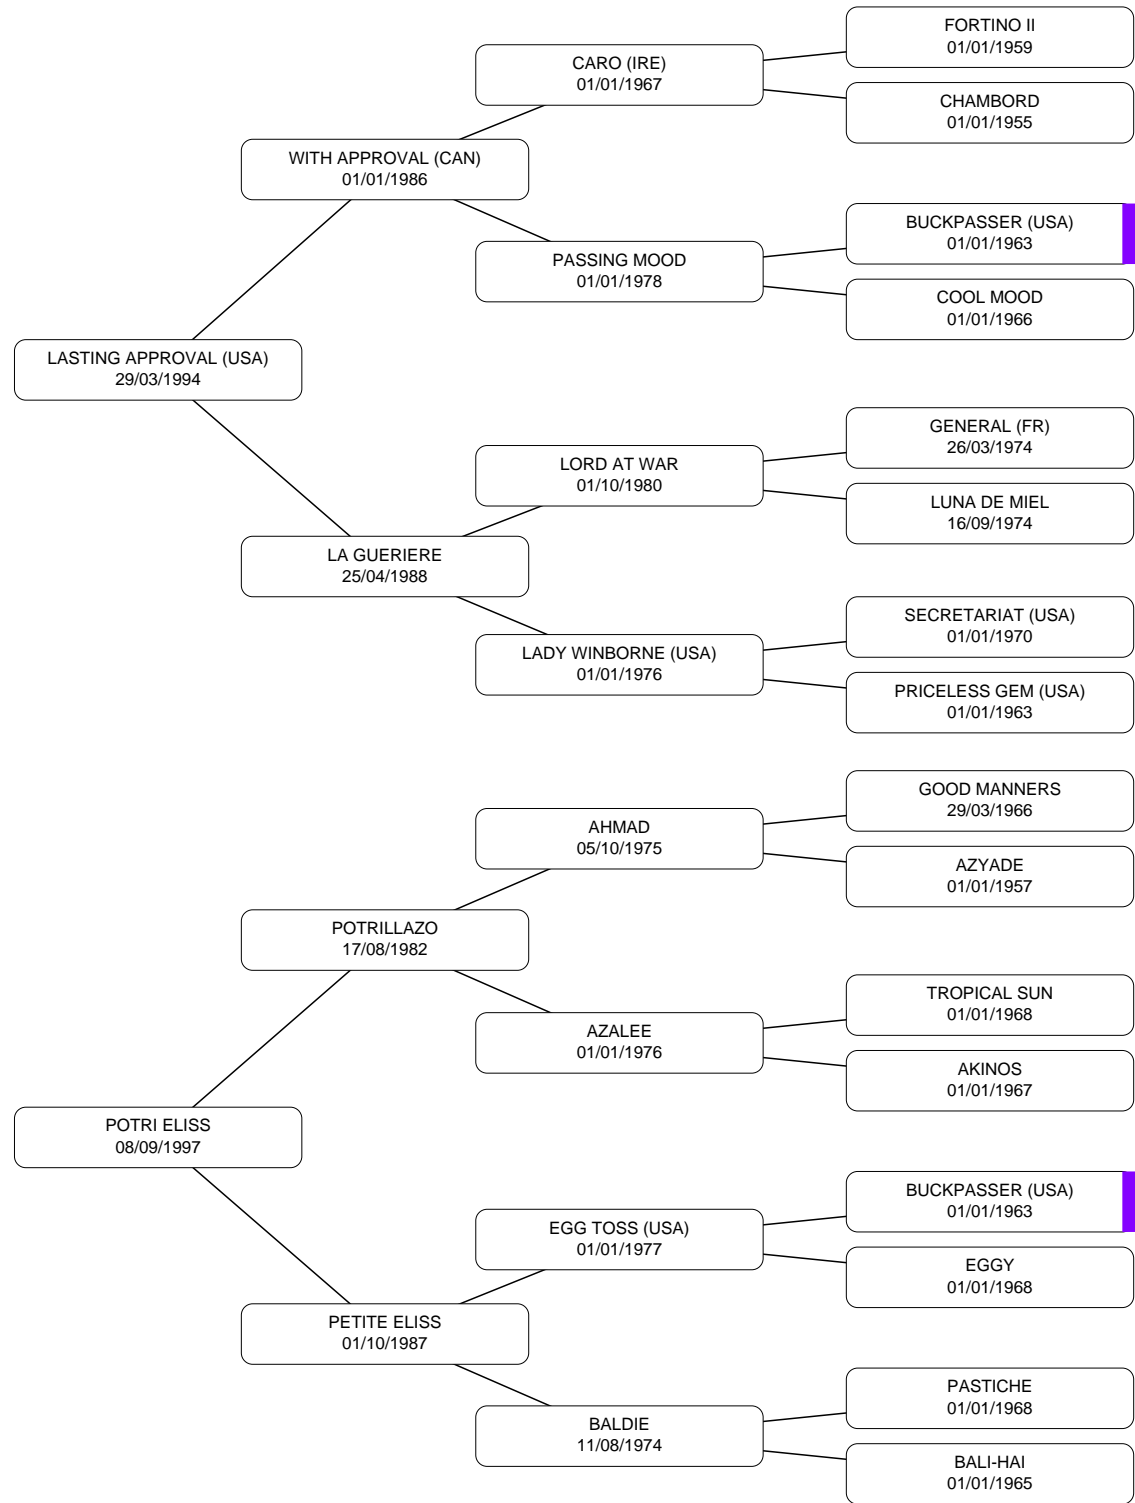 FORTINO II
01/01/1959
CARO (IRE)
01/01/1967
CHAMBORD
01/01/1955
WITH APPROVAL (CAN)
01/01/1986
BUCKPASSER (USA)
01/01/1963
PASSING MOOD
01/01/1978
COOL MOOD
01/01/1966
LASTING APPROVAL (USA)
29/03/1994
GENERAL (FR)
26/03/1974
LORD AT WAR
01/10/1980
LUNA DE MIEL
16/09/1974
LA GUERIERE
25/04/1988
SECRETARIAT (USA)
01/01/1970
LADY WINBORNE (USA)
01/01/1976
PRICELESS GEM (USA)
01/01/1963
GOOD MANNERS
29/03/1966
AHMAD
05/10/1975
AZYADE
01/01/1957
POTRILLAZO
17/08/1982
TROPICAL SUN
01/01/1968
AZALEE
01/01/1976
AKINOS
01/01/1967
POTRI ELISS
08/09/1997
BUCKPASSER (USA)
01/01/1963
EGG TOSS (USA)
01/01/1977
EGGY
01/01/1968
PETITE ELISS
01/10/1987
PASTICHE
01/01/1968
BALDIE
11/08/1974
BALI-HAI
01/01/1965